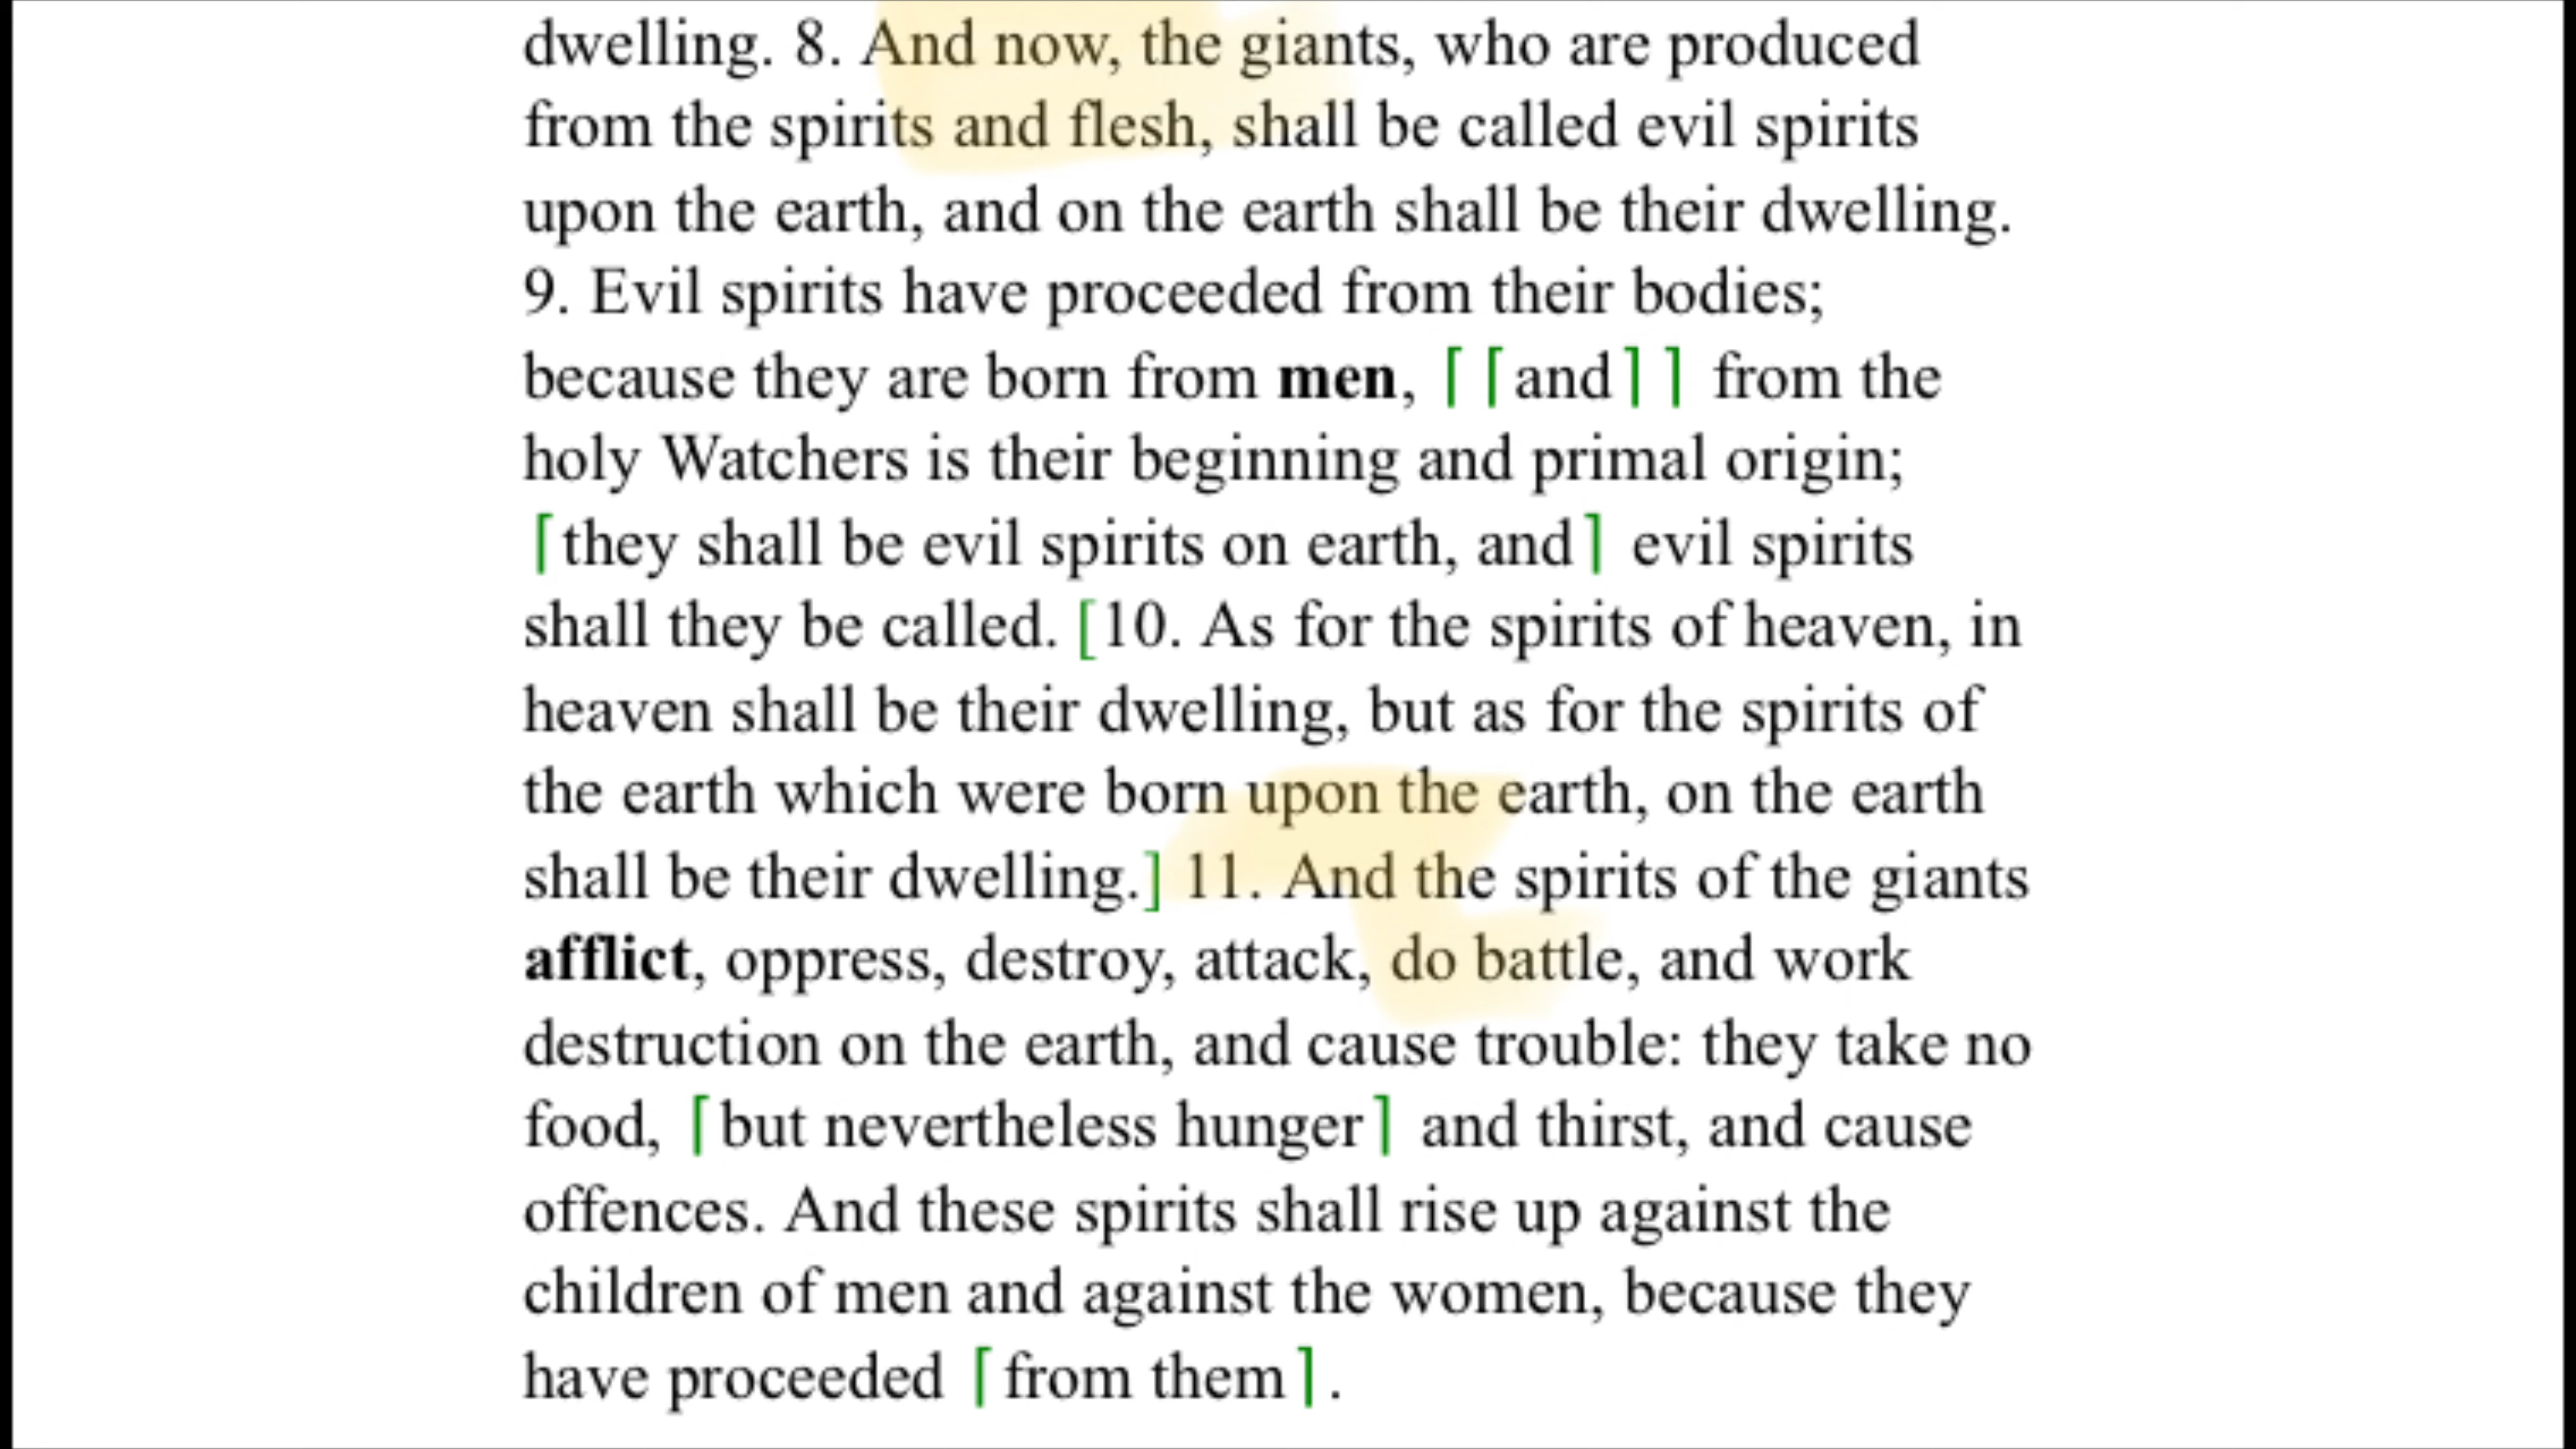 dwelling. 8. And now, the giants, who are produced
from the spirits and flesh, shall be called evil spirits
upon the earth, and on the earth shall be their dwelling.
9. Evil spirits have proceeded from their bodies;
because they are born from men, ⌈⌈and⌉⌉ from the
holy Watchers is their beginning and primal origin;
⌈they shall be evil spirits on earth, and⌉ evil spirits
shall they be called. [10. As for the spirits of heaven, in
heaven shall be their dwelling, but as for the spirits of
the earth which were born upon the earth, on the earth
shall be their dwelling.] 11. And the spirits of the giants
afflict, oppress, destroy, attack, do battle, and work
destruction on the earth, and cause trouble: they take no
food, ⌈but nevertheless hunger⌉ and thirst, and cause
offences. And these spirits shall rise up against the
children of men and against the women, because they
have proceeded ⌈from them⌉.